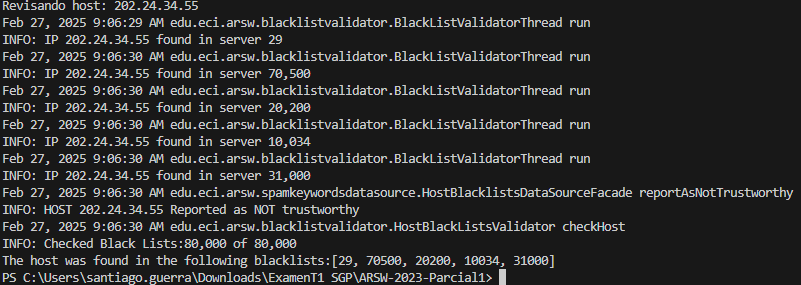 Revisando host: 202.24.34.55
Feb 27, 2025 9:06:29 AM edu.eci.arsw.blacklistvalidator.BlackListValidatorThread run
INFO: IP 202.24.34.55 found in server 29
Feb 27, 2025 9:06:30 AM edu.eci.arsw.blacklistvalidator.BlackListValidatorThread run
INFO: IP 202.24.34.55 found in server 70,500
Feb 27, 2025 9:06:30 AM edu.eci.arsw.blacklistvalidator.BlackListValidatorThread run
INFO: IP 202.24.34.55 found in server 20,200
Feb 27, 2025 9:06:30 AM edu.eci.arsw.blacklistvalidator.BlackListValidatorThread run
INFO: IP 202.24.34.55 found in server 10,034
Feb 27, 2025 9:06:30 AM edu.eci.arsw.blacklistvalidator.BlackListValidatorThread run
INFO: IP 202.24.34.55 found in server 31,000
Feb 27, 2025 9:06:30 AM edu.eci.arsw.spamkeywordsdatasource.HostBlacklistsDataSourceFacade reportAsNotTrustworthy
INFO: HOST 202.24.34.55 Reported as NOT trustworthy
Feb 27, 2025 9:06:30 AM edu.eci.arsw.blacklistvalidator.HostBlackListsValidator checkHost
INFO: Checked Black Lists:80,000 of 80,000
The host was found in the following blacklists:[29, 70500, 20200, 10034, 31000]
PS C:\Users\santiago.guerra\Downloads\ExamenT1 SGP\ARSW-2023-Parcial1>